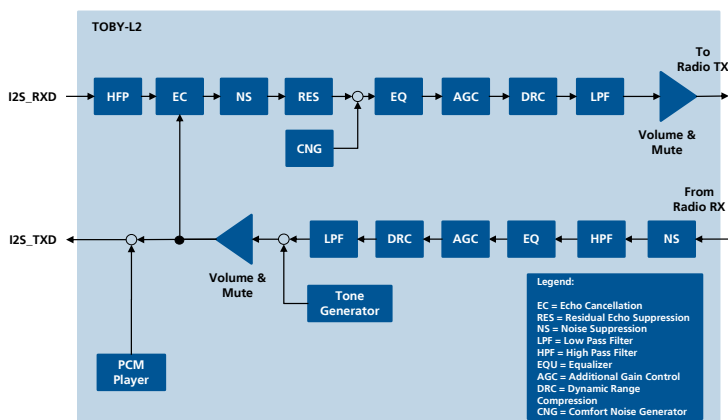 TOBY-L2
To
Radio TX
I2S_RXD
HFP
EC
NS
RES
EQ
AGC
DRC
LPF
Volume &
Mute
CNG
From
Radio RX
I2S_TXD
LPF
DRC
AGC
EQ
HPF
NS
Volume &
Mute
Tone
Generator
PCM
Player
Legend:
EC = Echo Cancellation
RES = Residual Echo Suppression
NS = Noise Suppression
LPF = Low Pass Filter
HPF = High Pass Filter
EQU = Equalizer
AGC = Additional Gain Control
DRC = Dynamic Range
Compression
CNG = Comfort Noise Generator